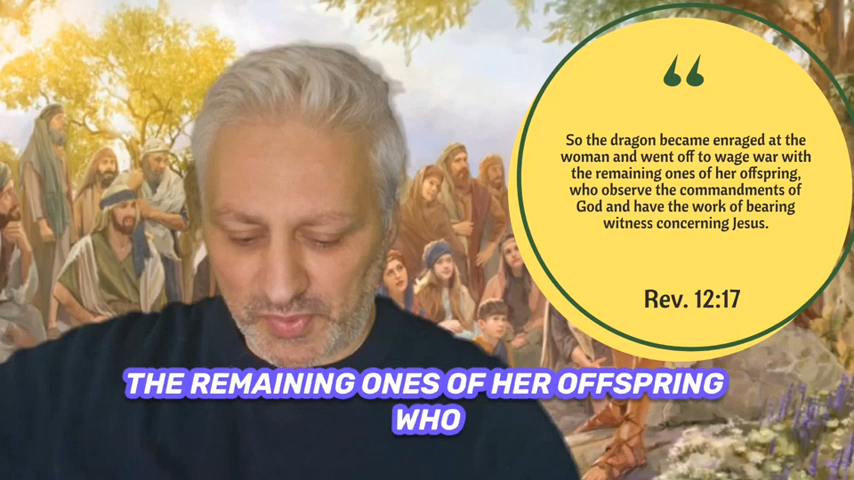 “
So the dragon became enraged at the
woman and went off to wage war with
the remaining ones of her offspring,
who observe the commandments of
God and have the work of bearing
witness concerning Jesus.
Rev. 12:17
THE REMAINING ONES OF HER OFFSPRING
WHO